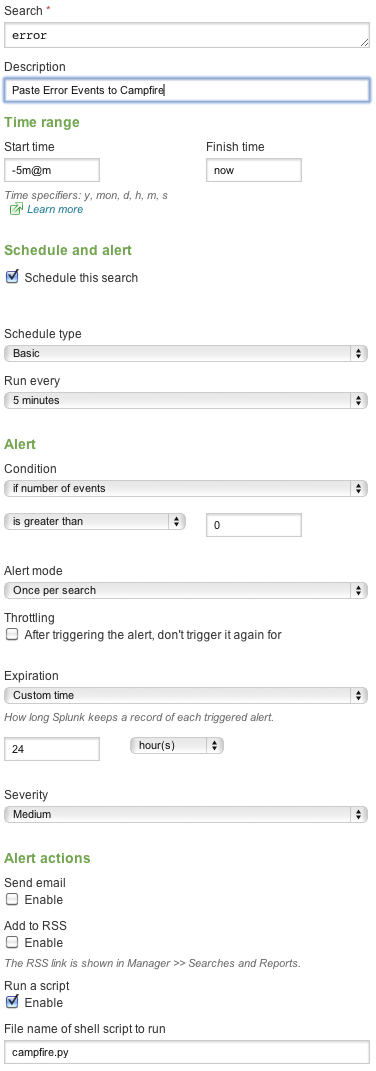 Search *
error
Description
Paste Error Events to Campfire
Time range
Start time Finish time
-5m@m now
Time specifiers: y, mon, d, h, m, s
Learn more
Schedule and alert
Schedule this search
Schedule type
Basic
Run every
5 minutes
Alert
Condition
if number of events
is greater than 0
Alert mode
Once per search
Throttling
After triggering the alert, don't trigger it again for
Expiration
Custom time
How long Splunk keeps a record of each triggered alert.
24 hour(s)
Severity
Medium
Alert actions
Send email
Enable
Add to RSS
Enable
The RSS link is shown in Manager >> Searches and Reports.
Run a script
Enable
File name of shell script to run
campfire.py